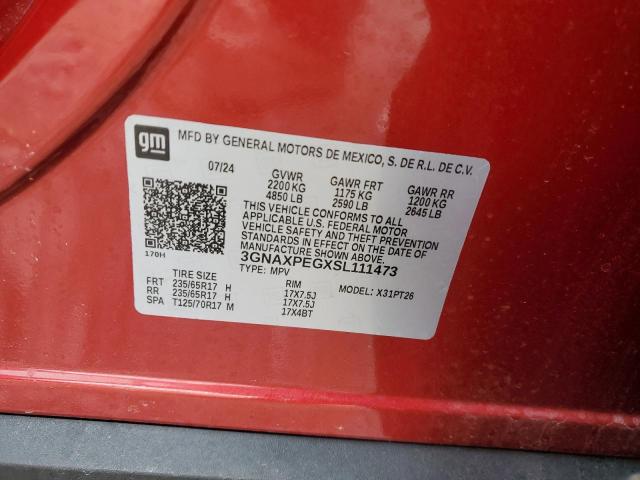 gm MFD BY GENERAL MOTORS DE MEXICO, S. DE R.L. DE C.V.
07/24 GVWR GAWR FRT GAWR RR
2200 KG 1175 KG 1200 KG
4850 LB 2590 LB 2645 LB
THIS VEHICLE CONFORMS TO ALL
APPLICABLE U.S. FEDERAL MOTOR
VEHICLE SAFETY AND THEFT
PREVENTION STANDARDS
IN EFFECT ON THE DATE OF
MANUFACTURE SHOWN ABOVE.
170H 3GNAXPEGXSL111473
TYPE: MPV
TIRE SIZE RIM MODEL: X31PT26
FRT 235/65R17 H 17X7.5J
RR 235/65R17 H 17X7.5J
SPA T125/70R17 M 17X4BT